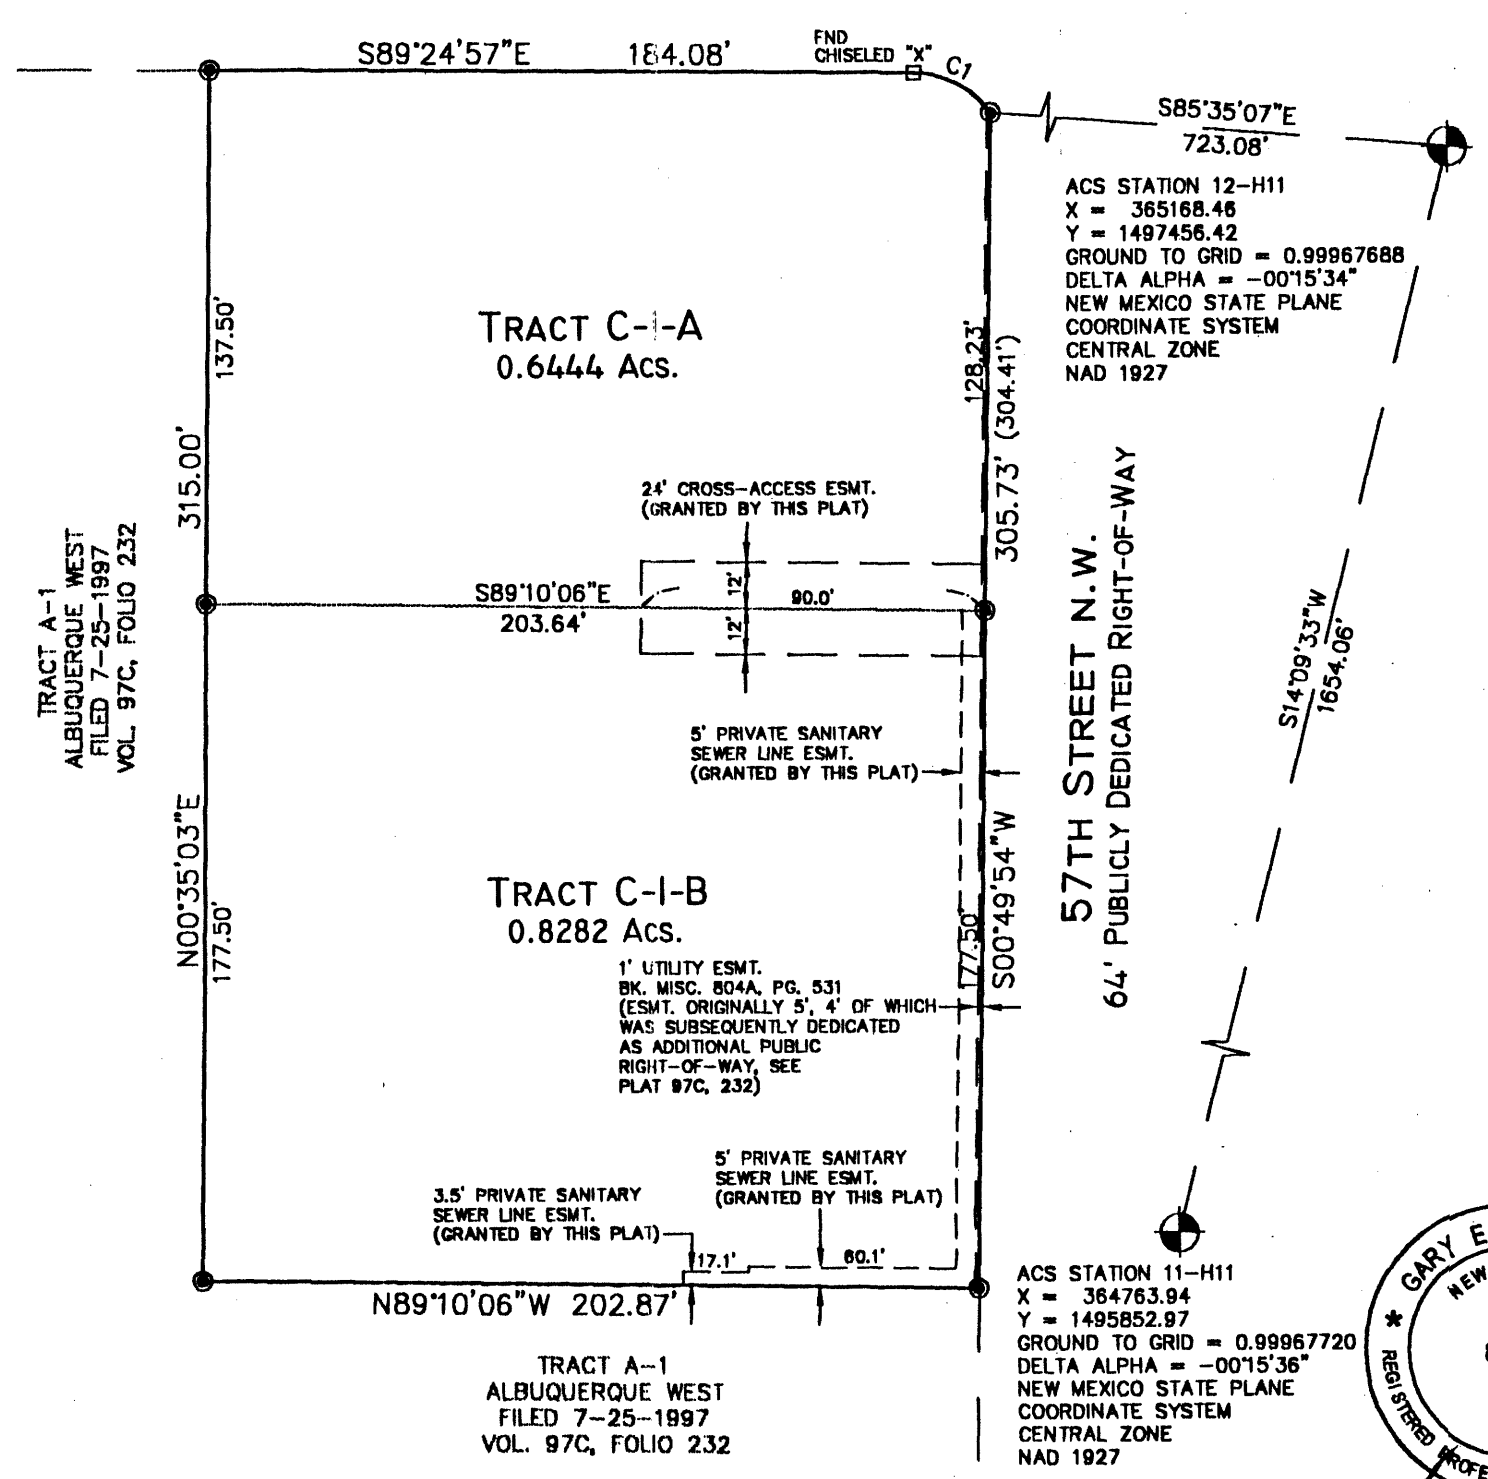 S89°24'57"E 184.08'
FND
CHISELED "X"
C1
S85°35'07"E
723.08'
ACS STATION 12-H11
X = 365168.46
Y = 1497456.42
GROUND TO GRID = 0.99967688
DELTA ALPHA = -00°15'34"
NEW MEXICO STATE PLANE
COORDINATE SYSTEM
CENTRAL ZONE
NAD 1927
137.50'
TRACT C-1-A
0.6444 ACS.
128.23'
305.73' (304.41')
315.00'
24' CROSS-ACCESS ESMT.
(GRANTED BY THIS PLAT)
TRACT A-1
ALBUQUERQUE WEST
FILED 7-25-1997
VOL. 97C, FOLIO 232
S89°10'06"E
203.64'
12'
12'
90.0'
57TH STREET N.W.
64' PUBLICLY DEDICATED RIGHT-OF-WAY
S14°09'33"W
1654.06'
5' PRIVATE SANITARY
SEWER LINE ESMT.
(GRANTED BY THIS PLAT)
N00°35'03"E
177.50'
TRACT C-1-B
0.8282 ACS.
177.50'
S00°49'54"W
1' UTILITY ESMT.
BK. MISC. 804A, PG. 531
(ESMT. ORIGINALLY 5', 4' OF WHICH
WAS SUBSEQUENTLY DEDICATED
AS ADDITIONAL PUBLIC
RIGHT-OF-WAY, SEE
PLAT 97C, 232)
5' PRIVATE SANITARY
SEWER LINE ESMT.
(GRANTED BY THIS PLAT)
3.5' PRIVATE SANITARY
SEWER LINE ESMT.
(GRANTED BY THIS PLAT)
17.1'
60.1'
N89°10'06"W 202.87'
TRACT A-1
ALBUQUERQUE WEST
FILED 7-25-1997
VOL. 97C, FOLIO 232
ACS STATION 11-H11
X = 364763.94
Y = 1495852.97
GROUND TO GRID = 0.99967720
DELTA ALPHA = -00°15'36"
NEW MEXICO STATE PLANE
COORDINATE SYSTEM
CENTRAL ZONE
NAD 1927
* GARY E
NEW
REGISTERED PROFE